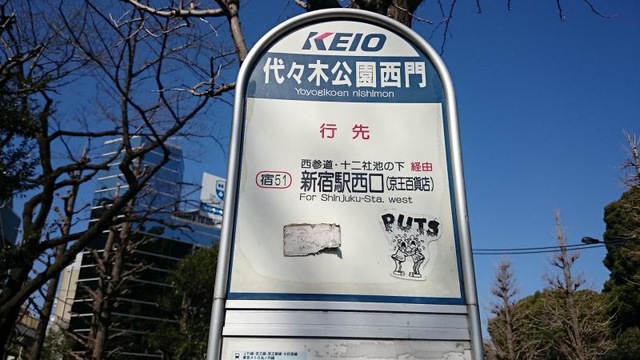 KEIO
代々木公園西門
Yoyogikoen nishimon
行先
西参道・十二社池の下 経由
宿51 新宿駅西口(京王百貨店)
For Shinjuku-Sta. west
PUTS